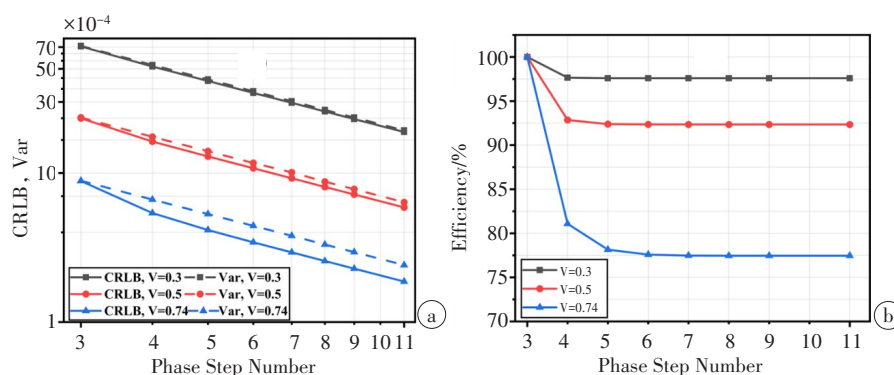 ×10⁻⁴
70
50
30
10
1
CRLB, Var
CRLB, V=0.3 Var, V=0.3
CRLB, V=0.5 Var, V=0.5
CRLB, V=0.74 Var, V=0.74
3 4 5 6 7 8 9 10 11
Phase Step Number
a
100
95
90
85
80
75
70
Efficiency/%
V=0.3
V=0.5
V=0.74
3 4 5 6 7 8 9 10 11
Phase Step Number
b